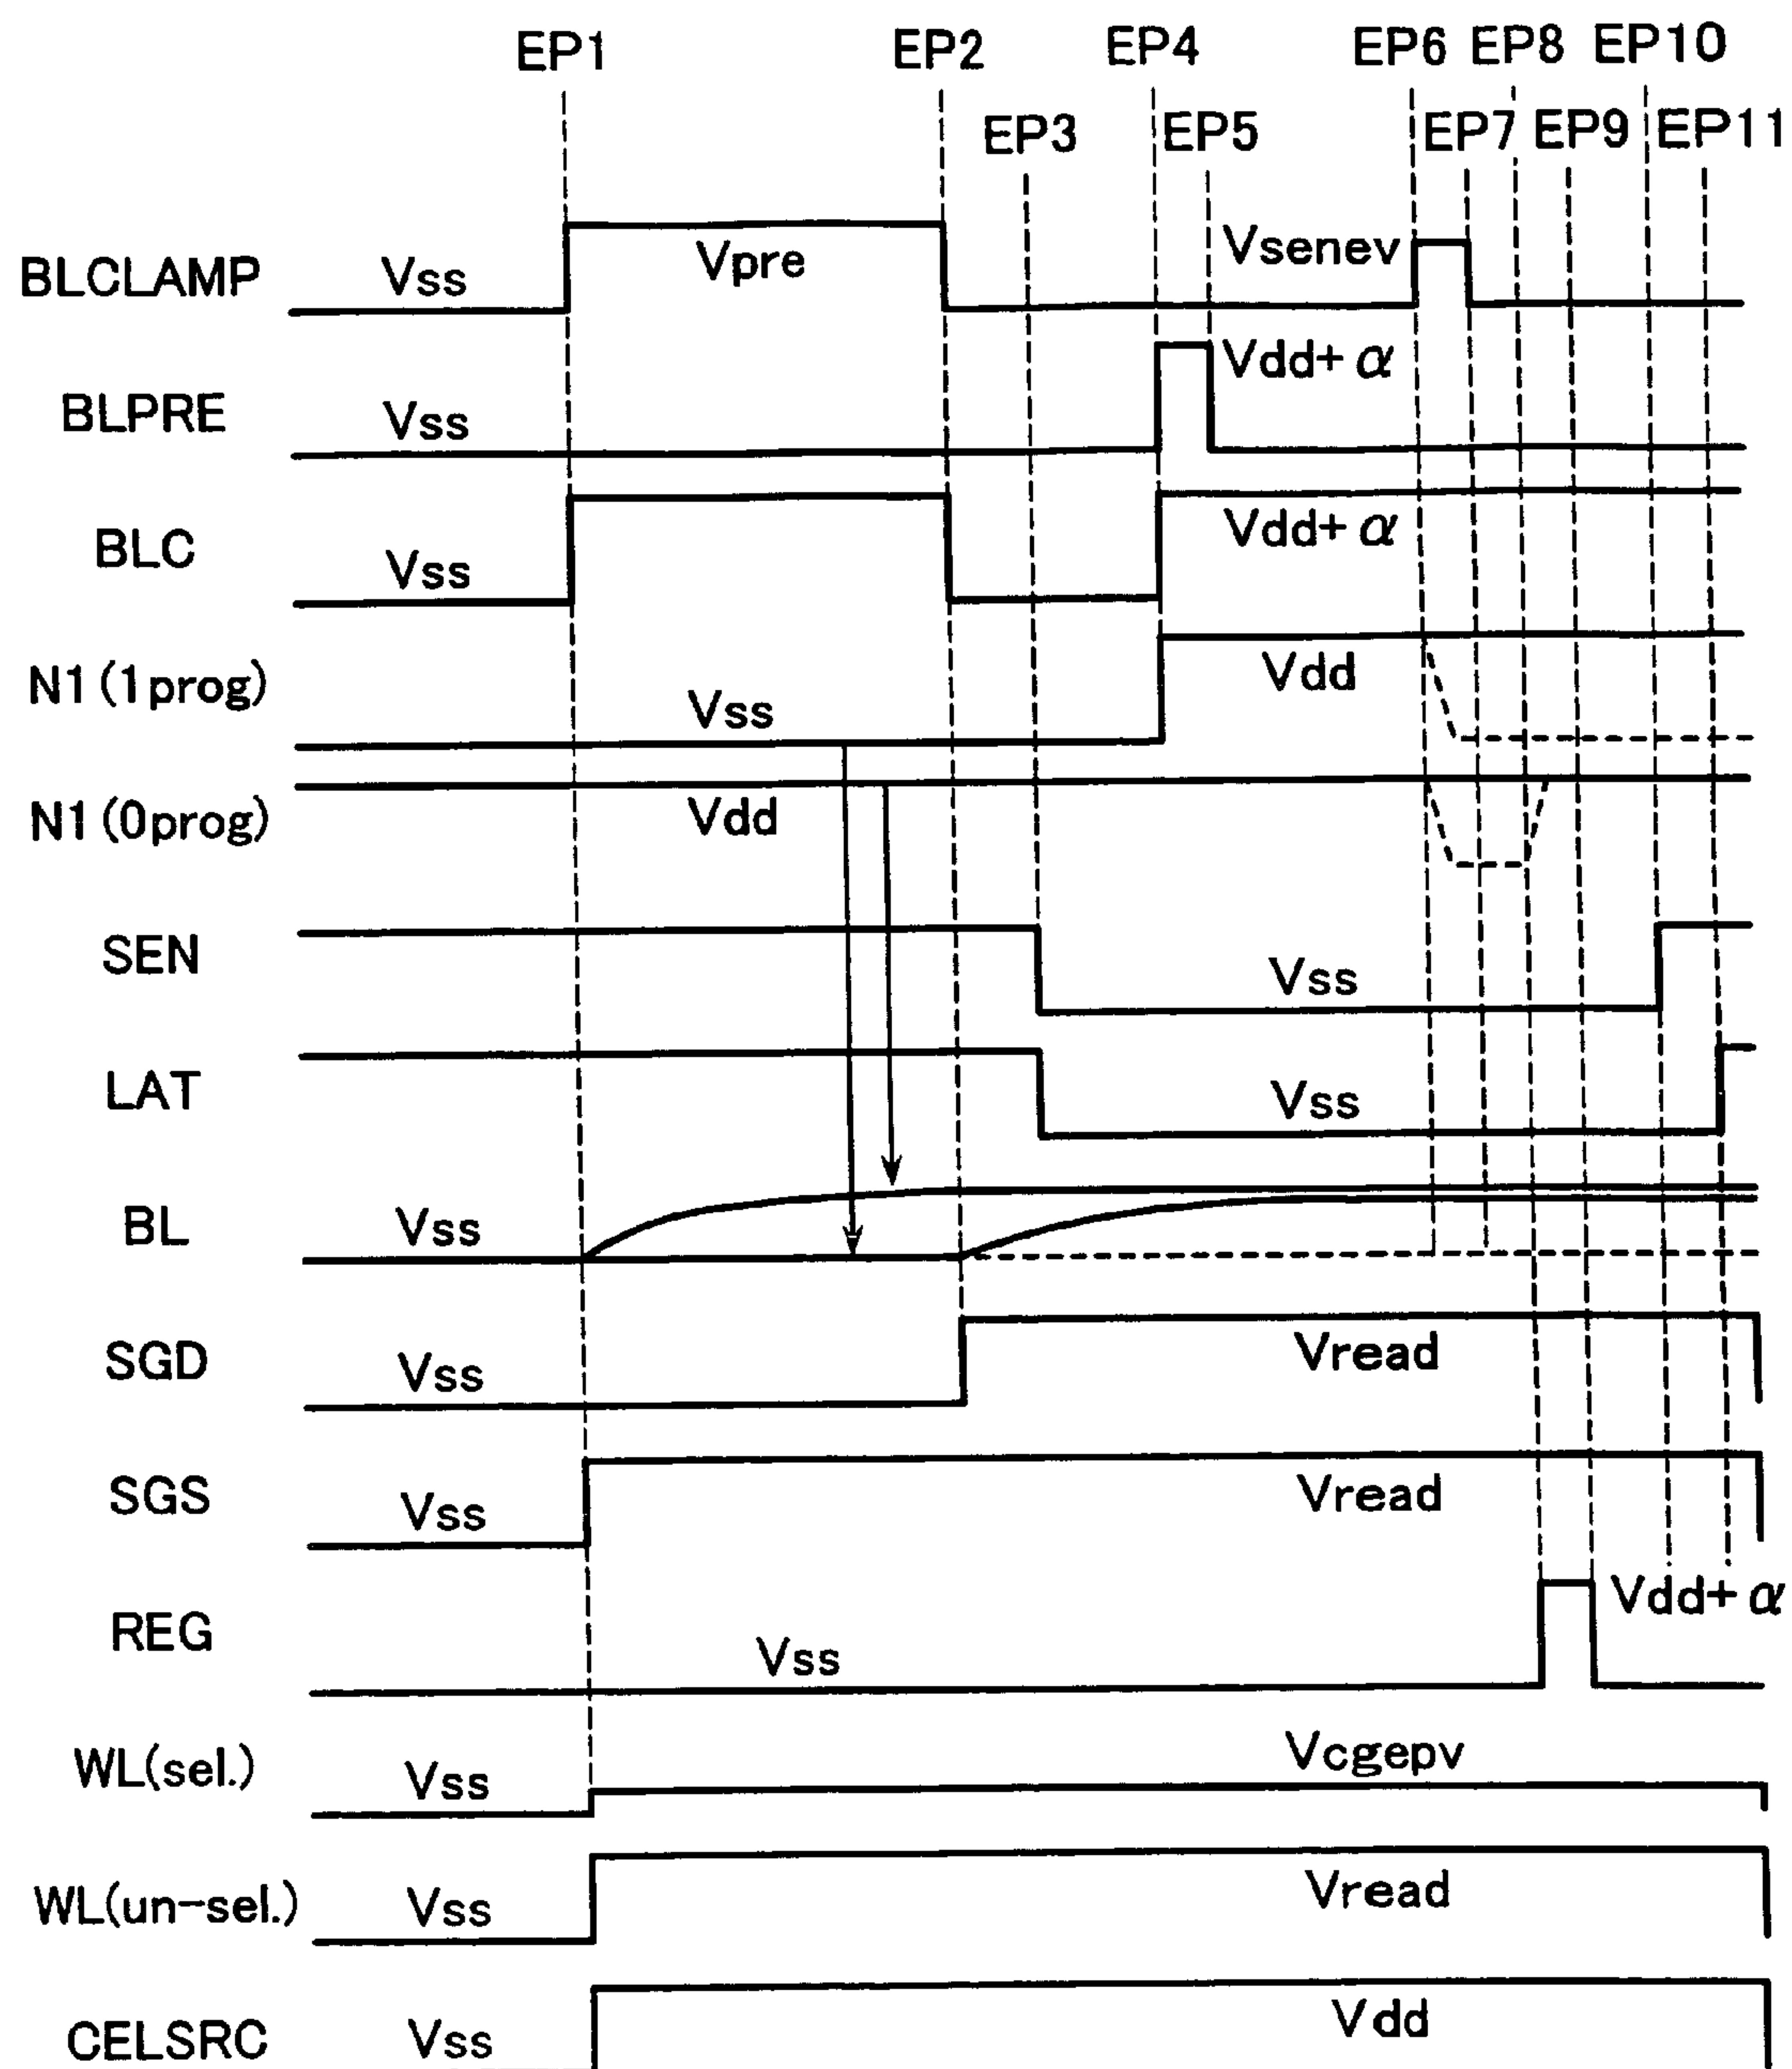 EP1 EP2 EP4 EP6 EP8 EP10
EP3 EP5 EP7 EP9 EP11
BLCLAMP Vss Vpre Vsenev
BLPRE Vss Vdd+α
BLC Vss Vdd+α
N1(1prog) Vss Vdd
N1(0prog) Vdd
SEN Vss
LAT Vss
BL Vss
SGD Vss Vread
SGS Vss Vread
REG Vss Vdd+α
WL(sel.) Vss Vcgepv
WL(un-sel.) Vss Vread
CELSRC Vss Vdd